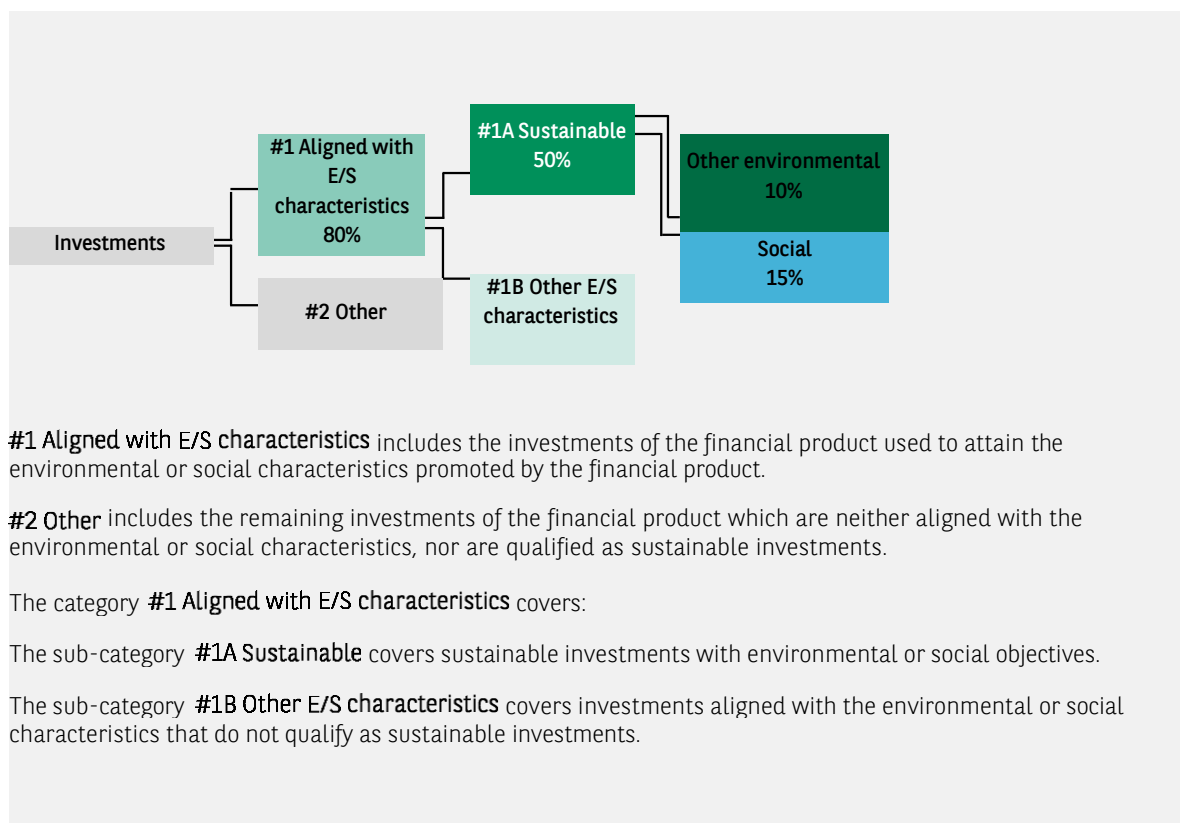 #1A Sustainable
50%
#1 Aligned with
E/S
characteristics
80%
Other environmental
10%
Investments
Social
15%
#2 Other
#1B Other E/S
characteristics
#1 Aligned with E/S characteristics includes the investments of the financial product used to attain the
environmental or social characteristics promoted by the financial product.
#2 Other includes the remaining investments of the financial product which are neither aligned with the
environmental or social characteristics, nor are qualified as sustainable investments.
The category #1 Aligned with E/S characteristics covers:
The sub-category #1A Sustainable covers sustainable investments with environmental or social objectives.
The sub-category #1B Other E/S characteristics covers investments aligned with the environmental or social
characteristics that do not qualify as sustainable investments.